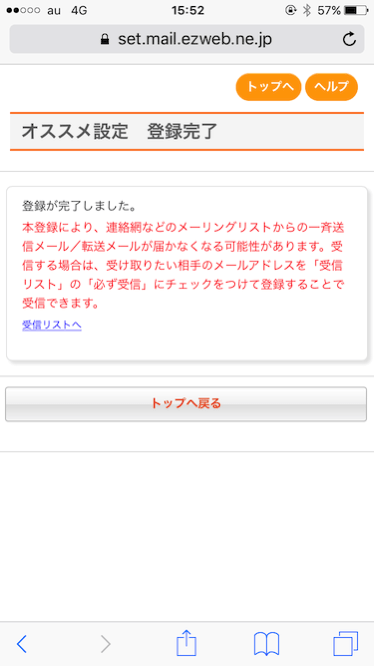 au 4G 15:52 57%
set.mail.ezweb.ne.jp
トップへ ヘルプ
オススメ設定 登録完了
登録が完了しました。
本登録により、連絡網などのメーリングリストからの一斉送
信メール／転送メールが届かなくなる可能性があります。受
信する場合は、受け取りたい相手のメールアドレスを「受信
リスト」の「必ず受信」にチェックをつけて登録することで
受信できます。
受信リストへ
トップへ戻る